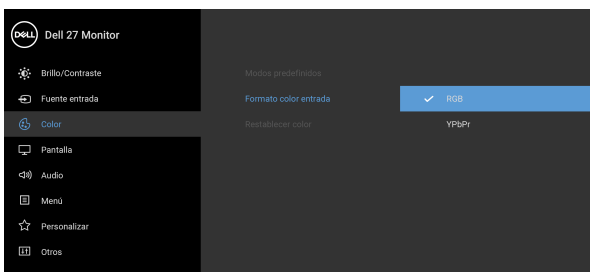 DELL
Dell 27 Monitor
Brillo/Contraste
Fuente entrada
Color
Pantalla
Audio
Menú
Personalizar
Otros
Modos predefinidos
Formato color entrada
Restablecer color
RGB
YPbPr